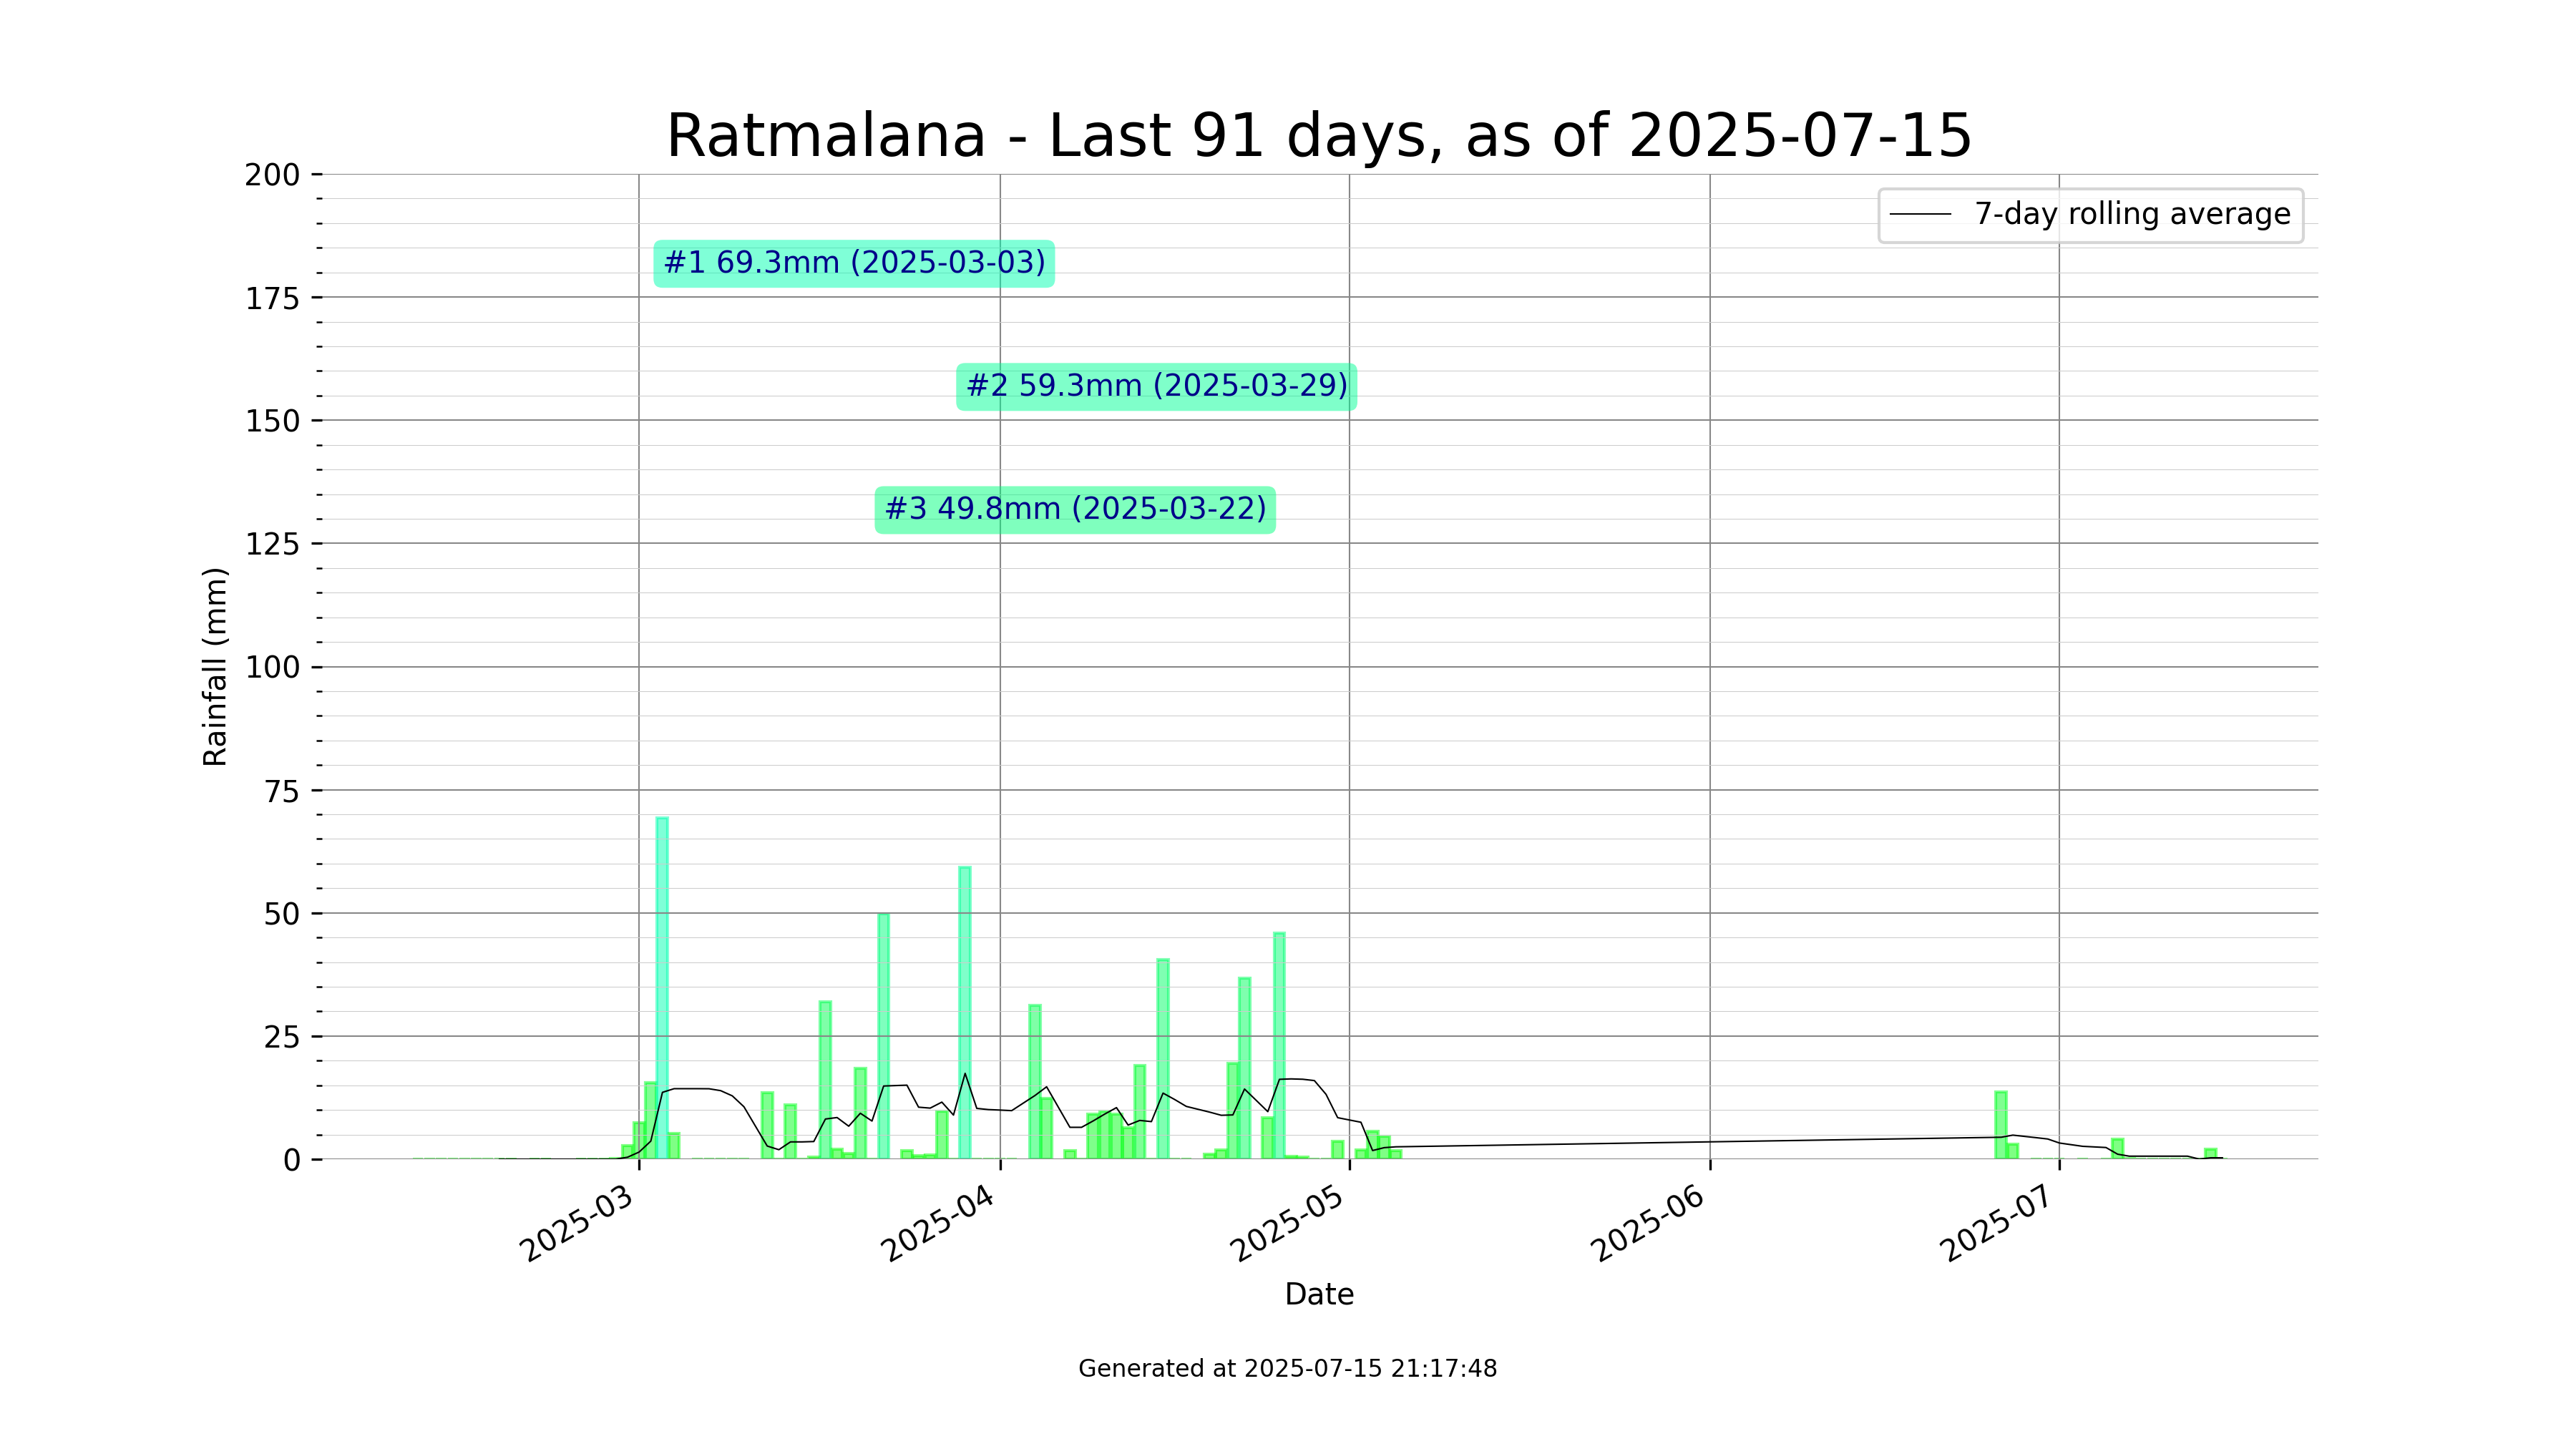 Ratmalana - Last 91 days, as of 2025-07-15
200
175
150
125
100
75
50
25
0
Rainfall (mm)
7-day rolling average
#1 69.3mm (2025-03-03)
#2 59.3mm (2025-03-29)
#3 49.8mm (2025-03-22)
2025-03
2025-04
2025-05
2025-06
2025-07
Date
Generated at 2025-07-15 21:17:48